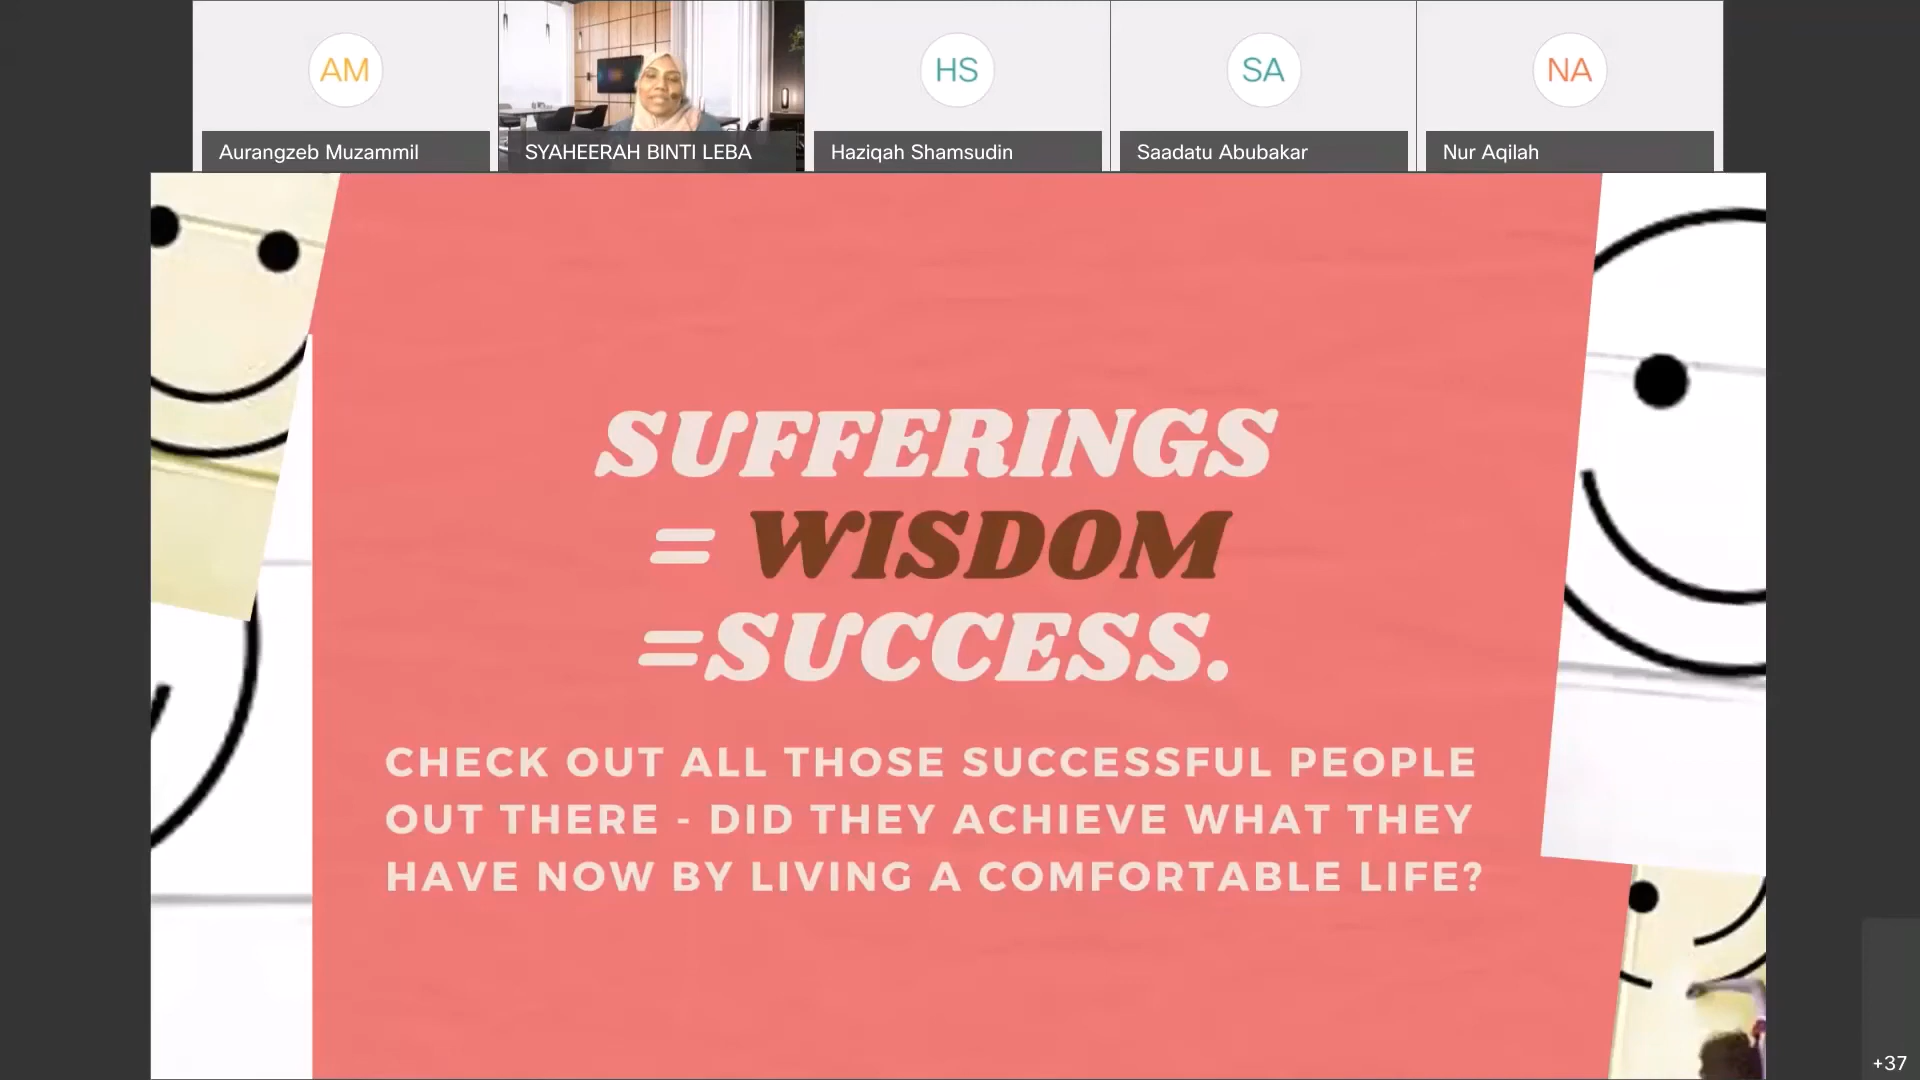 AM
HS
SA
NA
Aurangzeb Muzammil
SYAHEERAH BINTI LEBA
Haziqah Shamsudin
Saadatu Abubakar
Nur Aqilah
SUFFERINGS
= WISDOM
=SUCCESS.
CHECK OUT ALL THOSE SUCCESSFUL PEOPLE
OUT THERE - DID THEY ACHIEVE WHAT THEY
HAVE NOW BY LIVING A COMFORTABLE LIFE?
+37